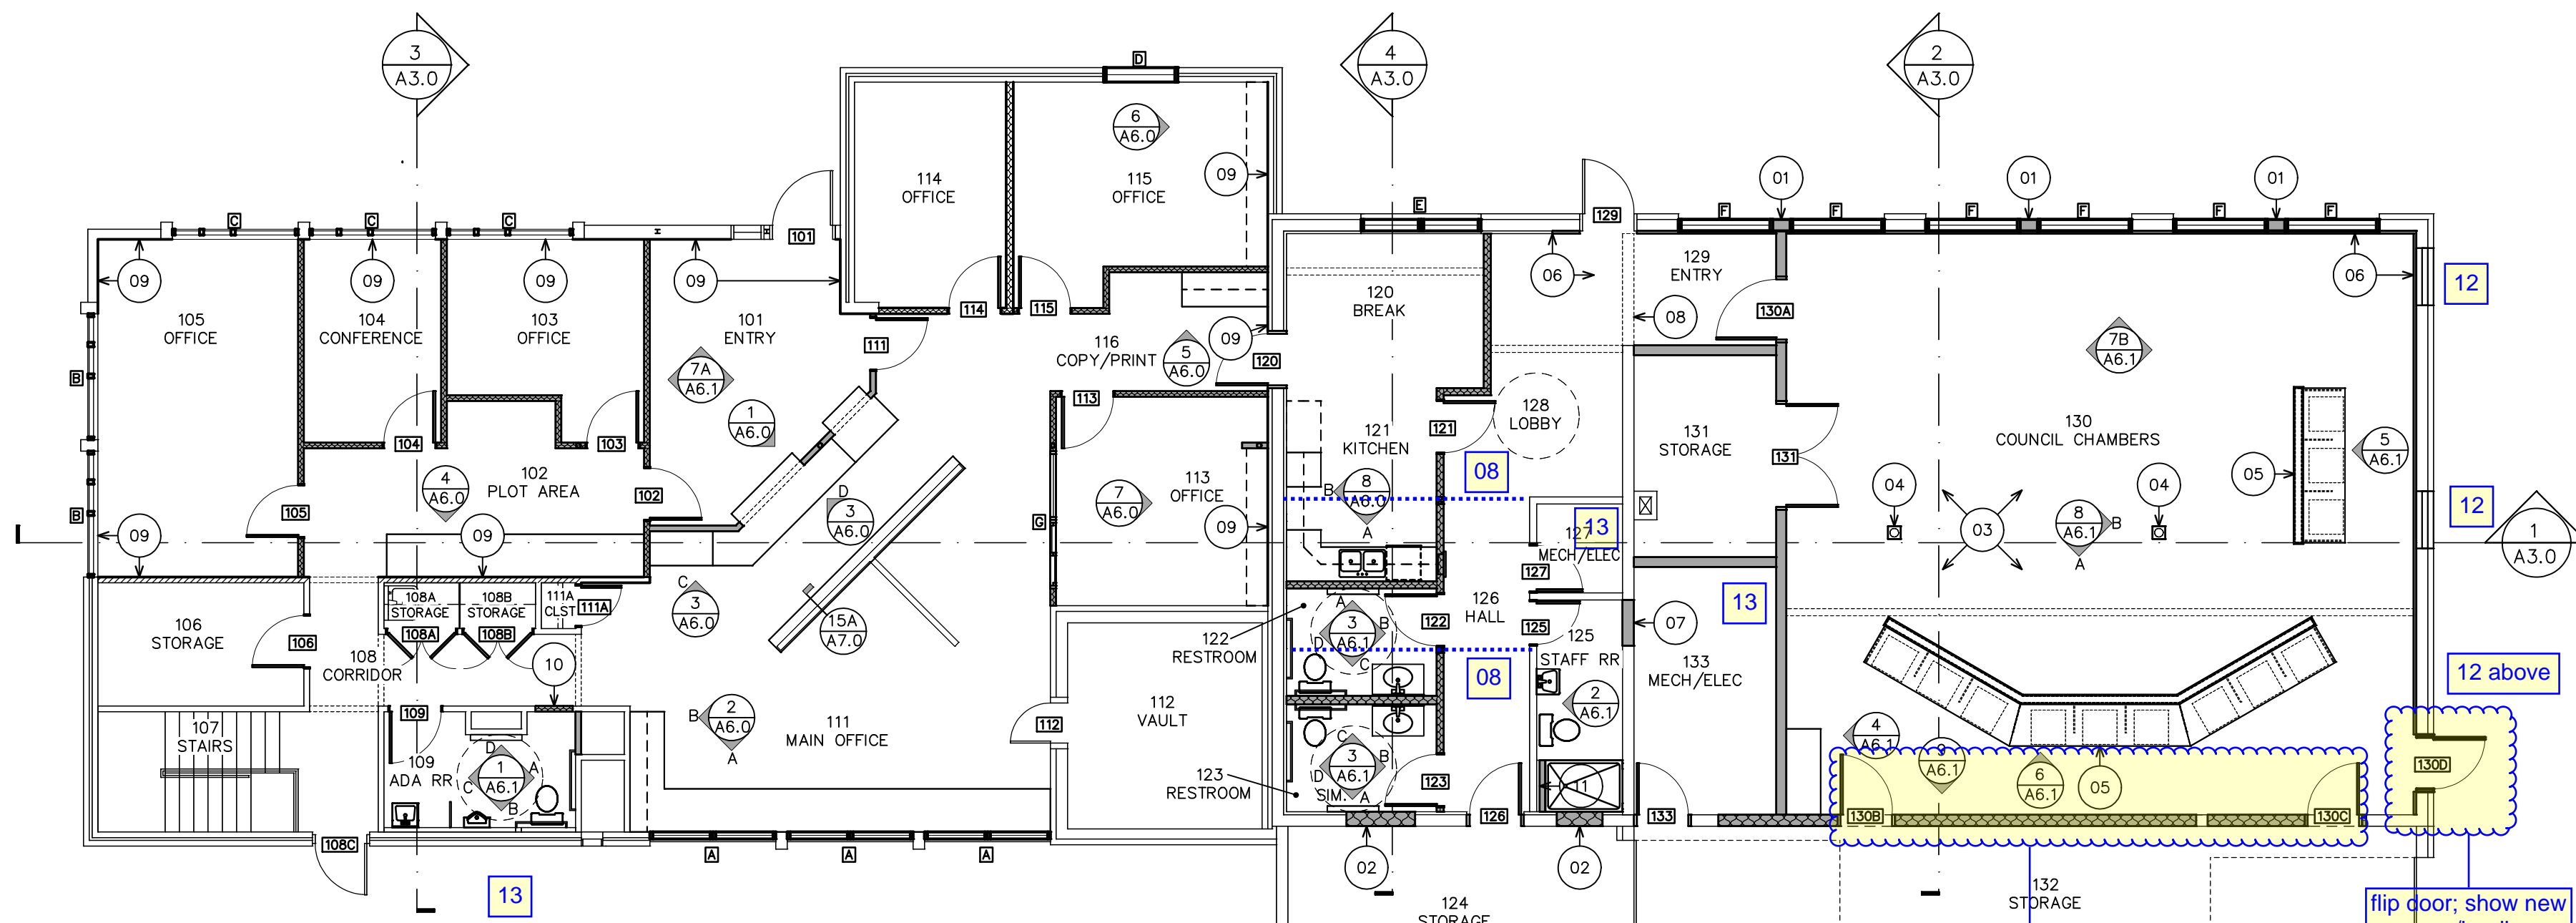 3
A3.0
4
A3.0
2
A3.0
D
6
A6.0
114
OFFICE
115
OFFICE
09
01
01
01
C
C
C
E
F
F
F
F
F
F
101
129
09
09
09
09
06
129
ENTRY
06
12
120
BREAK
130A
08
105
OFFICE
104
CONFERENCE
103
OFFICE
101
ENTRY
114
115
111
116
COPY/PRINT
5
A6.0
09
120
7A
A6.1
7B
A6.1
B
1
A6.0
113
128
LOBBY
104
103
121
KITCHEN
121
131
STORAGE
130
COUNCIL CHAMBERS
5
A6.1
131
08
05
4
A6.0
102
PLOT AREA
102
113
OFFICE
7
A6.0
B
8
A6.0
A
04
04
12
D
3
A6.0
105
B
G
09
13
03
8
A6.1
B
A
1
A3.0
09
09
127
MECH/ELEC
127
C
3
A6.0
108A
STORAGE
108B
STORAGE
111A
CLST
111A
13
106
STORAGE
106
108A
108B
15A
A7.0
122
RESTROOM
A
3
A6.1
B
C
D
122
126
HALL
125
125
STAFF RR
07
108
CORRIDOR
10
08
133
MECH/ELEC
12 above
109
B
2
A6.0
A
111
MAIN OFFICE
112
112
VAULT
2
A6.1
107
STAIRS
4
A6.1
109
ADA RR
D
1
A6.1
A
B
C
123
RESTROOM
C
3
A6.1
B
D
SIM.
A
123
11
A6.1
6
A6.1
05
130D
126
133
130B
130C
108C
A
A
A
02
02
13
124
STORAGE
132
STORAGE
flip door; show new